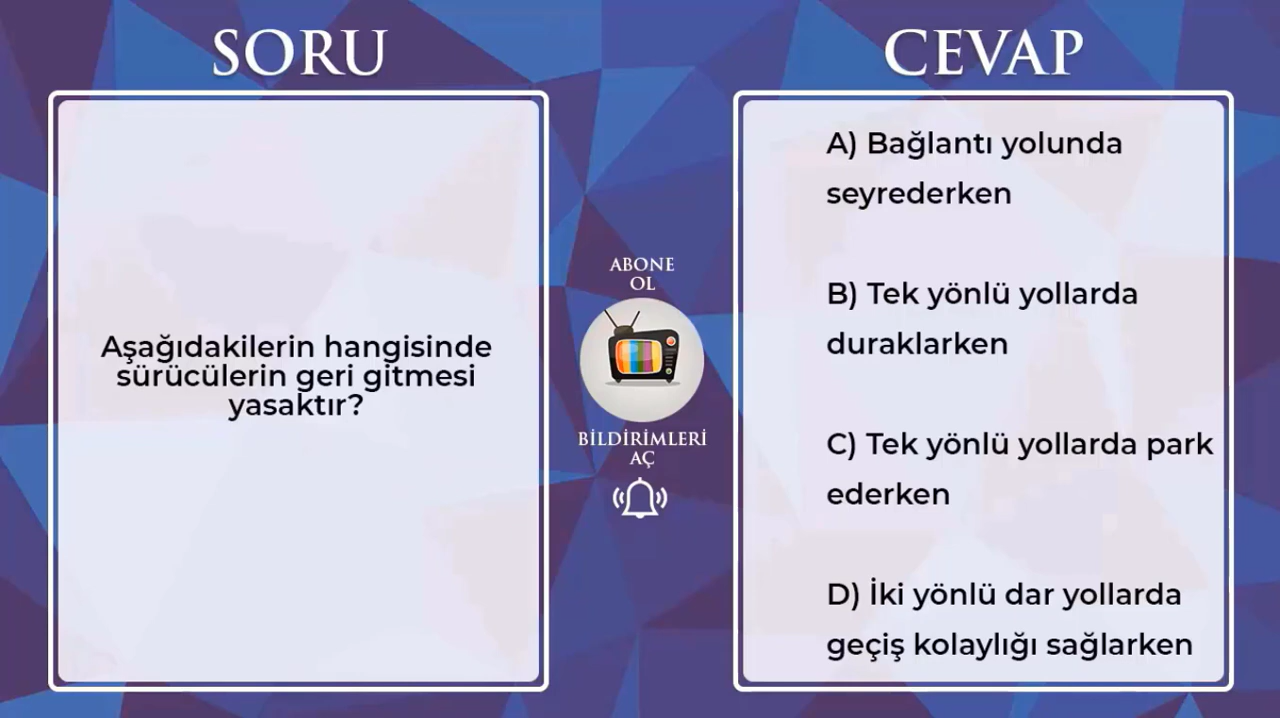 SORU
Aşağıdakilerin hangisinde
sürücülerin geri gitmesi
yasaktır?
ABONE
OL
BİLDİRİMLERİ
AÇ
CEVAP
A) Bağlantı yolunda
seyrederken
B) Tek yönlü yollarda
duraklarken
C) Tek yönlü yollarda park
ederken
D) İki yönlü dar yollarda
geçiş kolaylığı sağlarken